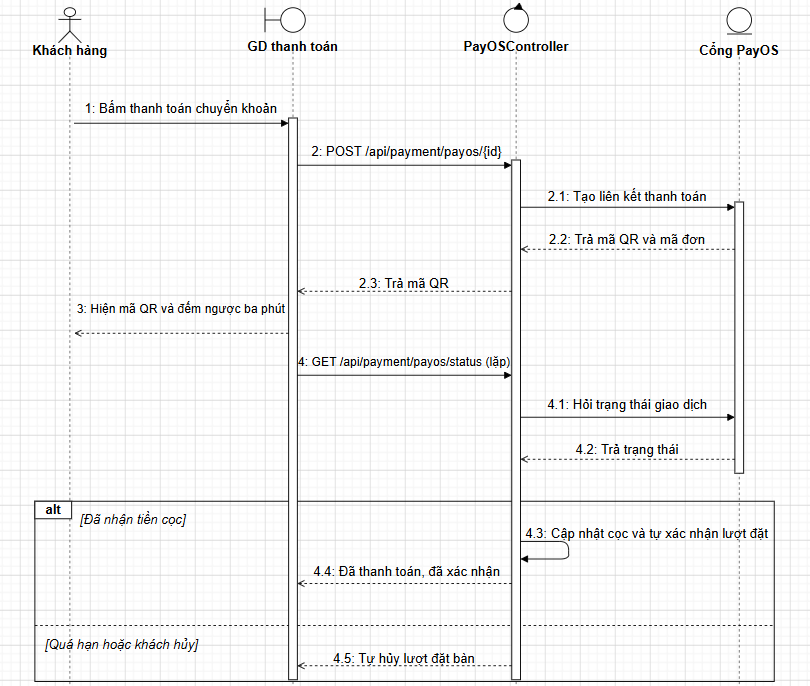 Khách hàng
GD thanh toán
PayOSController
Cổng PayOS
1: Bấm thanh toán chuyển khoản
2: POST /api/payment/payos/{id}
2.1: Tạo liên kết thanh toán
2.2: Trả mã QR và mã đơn
2.3: Trả mã QR
3: Hiện mã QR và đếm ngược ba phút
4: GET /api/payment/payos/status (lặp)
4.1: Hỏi trạng thái giao dịch
4.2: Trả trạng thái
alt
[Đã nhận tiền cọc]
4.3: Cập nhật cọc và tự xác nhận lượt đặt
4.4: Đã thanh toán, đã xác nhận
[Quá hạn hoặc khách hủy]
4.5: Tự hủy lượt đặt bàn